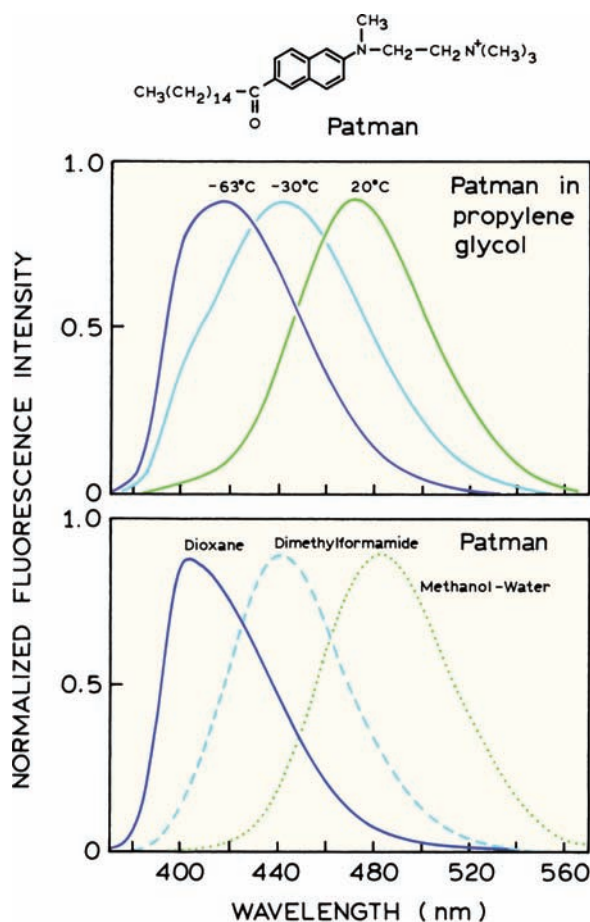 CH₃
N-CH₂-CH₂-N⁺(CH₃)₃
CH₃(CH₂)₁₄-C
O
Patman
1.0
-63°C -30°C 20°C
Patman in
propylene
glycol
0.5
0
NORMALIZED FLUORESCENCE INTENSITY
1.0
Dioxane Dimethylformamide Patman
Methanol-Water
0.5
0
400 440 480 520 560
WAVELENGTH (nm)